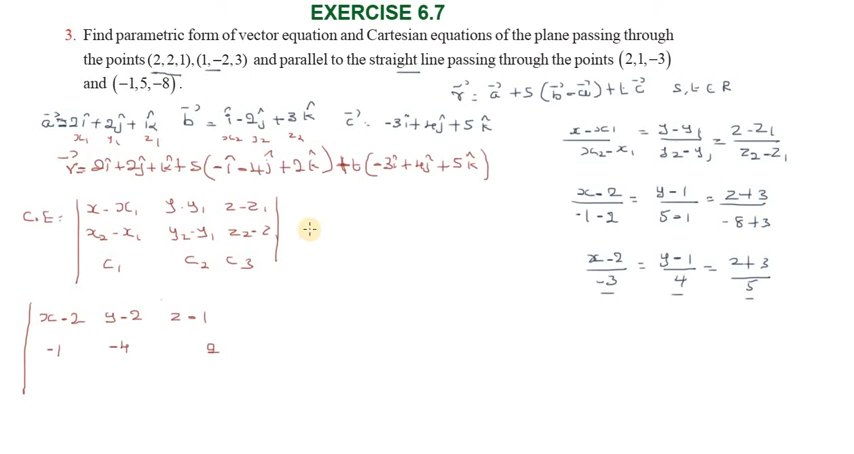 EXERCISE 6.7
3. Find parametric form of vector equation and Cartesian equations of the plane passing through
the points (2,2,1), (1,−2,3) and parallel to the straight line passing through the points (2,1,−3)
and (−1,5,−8).
r⃗ = a⃗ + s(b⃗ − a⃗) + t c⃗ s, t ∈ R
a⃗ = 2î + 2ĵ + k̂ b⃗ = î − 2ĵ + 3k̂ c⃗ = −3î + 4ĵ + 5k̂
x₁ y₁ z₁ x₂ y₂ z₂
r⃗ = 2î + 2ĵ + k̂ + s(−î − 4ĵ + 2k̂) + t(−3î + 4ĵ + 5k̂)
C.E = | x − x₁ y − y₁ z − z₁ |
| x₂ − x₁ y₂ − y₁ z₂ − z |
| c₁ c₂ c₃ |
| x − 2 y − 2 z − 1
| −1 −4 2
(x − x₁)/(x₂ − x₁) = (y − y₁)/(y₂ − y₁) = (z − z₁)/(z₂ − z₁)
(x − 2)/(−1 − 2) = (y − 1)/(5 − 1) = (z + 3)/(−8 + 3)
(x − 2)/(−3) = (y − 1)/4 = (z + 3)/5